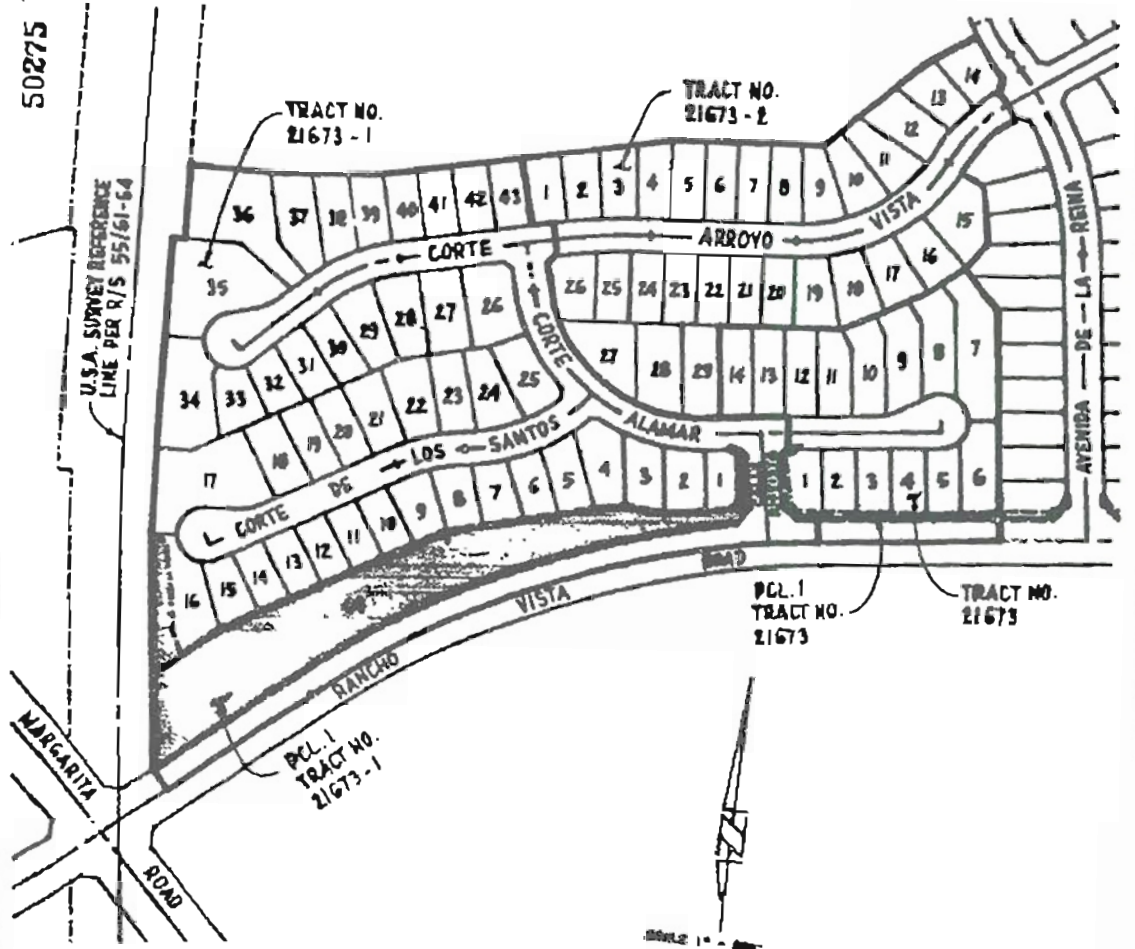 50275
TRACT NO.
21673-1
TRACT NO.
21673-2
U.S.A. SURVEY REFERENCE
LINE PER R/S 55/61-64
14
13
12
11
36 37 38 39 40 41 42 43 1 2 3 4 5 6 7 8 9 10
CORTE
ARROYO
VISTA
15
35
26 25 24 23 22 21 20 19 18 17 16
34 33 32 31 30 29 28 27 26
CORTE
27 28 29 14 13 12 11 10 9 8 7
17 18 19 20 21 22 23 24 25
ALAMAR
AVENIDA DE LA REINA
CORTE DE LOS SANTOS
16 15 14 13 12 11 10 9 8 7 6 5 4 3 2 1
1 2 3 4 5 6
RANCHO VISTA ROAD
PCL. 1
TRACT NO.
21673
TRACT NO.
21673
PCL. 1
TRACT NO.
21673-1
MARGARITA
ROAD